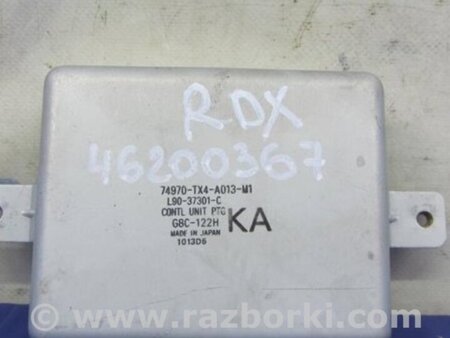 RDX
46200367
74970-TX4-A013-M1
L90-37301-C
CONTL UNIT PTG
G8C-122H KA
MADE IN JAPAN
1013D6
www.razborki.com